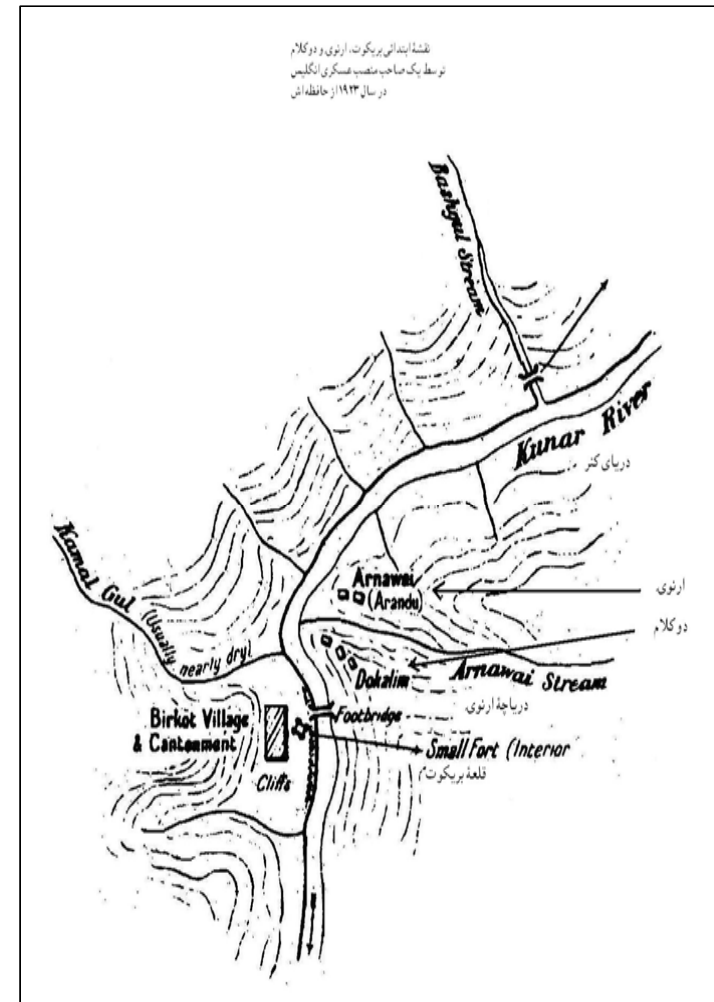 نقشهٔ ابتدائی بریکوت، ارنوی و دوکلام
توسط یک صاحب منصب عسکری انگلیس
در سال ۱۹۲۳ از حافظه اش
Bashgul Stream
Kunar River
دریای کنر
Kamal Gul (Usually nearly dry).
Arnawai
(Arandu)
ارنوی
دوکلام
Dokalim
Arnawai Stream
دریاچهٔ ارنوی
Birkot Village
& Cantonment
Footbridge
Small Fort (Interior
قلعهٔ بریکوت
Cliffs